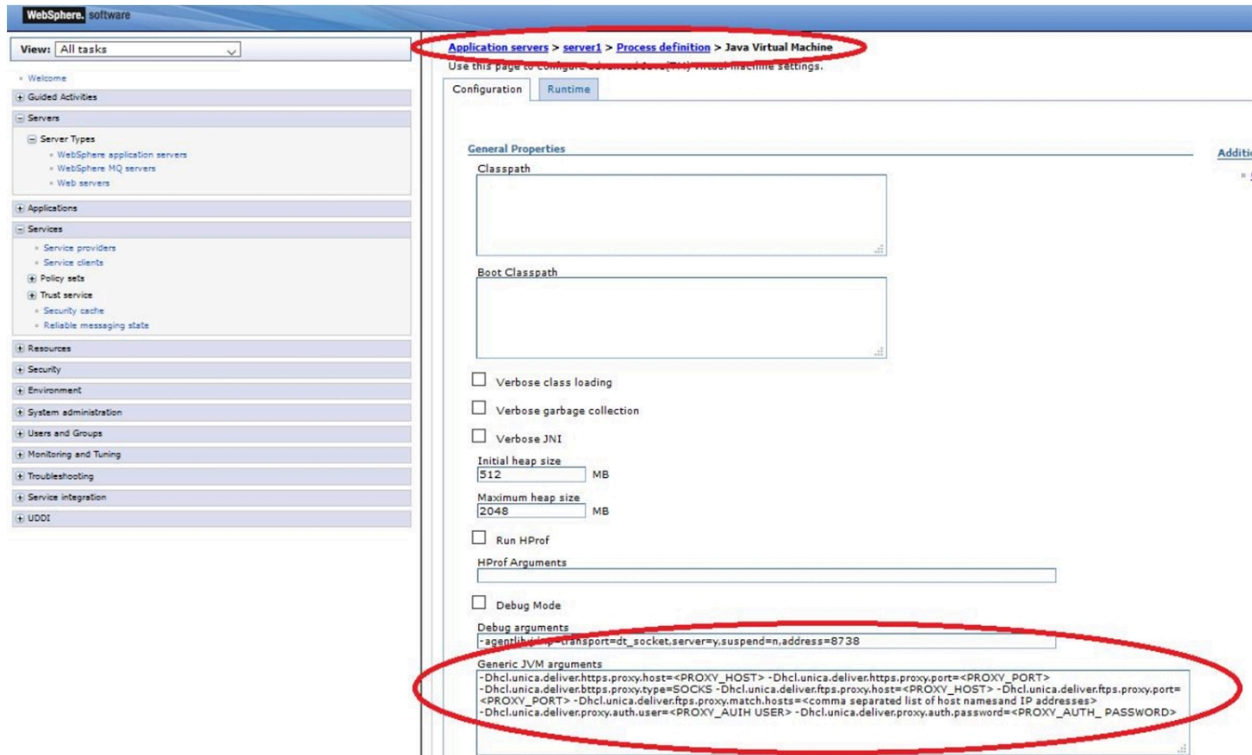 WebSphere. software
View: All tasks
Welcome
Guided Activities
Servers
Server Types
WebSphere application servers
WebSphere MQ servers
Web servers
Applications
Services
Service providers
Service clients
Policy sets
Trust service
Security cache
Reliable messaging state
Resources
Security
Environment
System administration
Users and Groups
Monitoring and Tuning
Troubleshooting
Service integration
UDDI
Application servers > server1 > Process definition > Java Virtual Machine
Use this page to configure advanced Java(TM) virtual machine settings.
Configuration
Runtime
General Properties
Additio
Classpath
Boot Classpath
Verbose class loading
Verbose garbage collection
Verbose JNI
Initial heap size
512 MB
Maximum heap size
2048 MB
Run HProf
HProf Arguments
Debug Mode
Debug arguments
-agentlib:jdwp=transport=dt_socket,server=y,suspend=n,address=8738
Generic JVM arguments
-Dhcl.unica.deliver.https.proxy.host=<PROXY_HOST> -Dhcl.unica.deliver.https.proxy.port=<PROXY_PORT>
-Dhcl.unica.deliver.bttps.proxy.type=SOCKS -Dhcl.unica.deliver.ftps.proxy.host=<PROXY_HOST> -Dhcl.unica.deliver.ftps.proxy.port=
<PROXY_PORT> -Dhcl.unica.deliver.ftps.proxy.match.hosts=<comma separated list of host namesand IP addresses>
-Dhcl.unica.deliver.proxy.auth.user=<PROXY_AUIH USER> -Dhcl.unica.deliver.proxy.auth.password=<PROXY_AUTH_ PASSWORD>